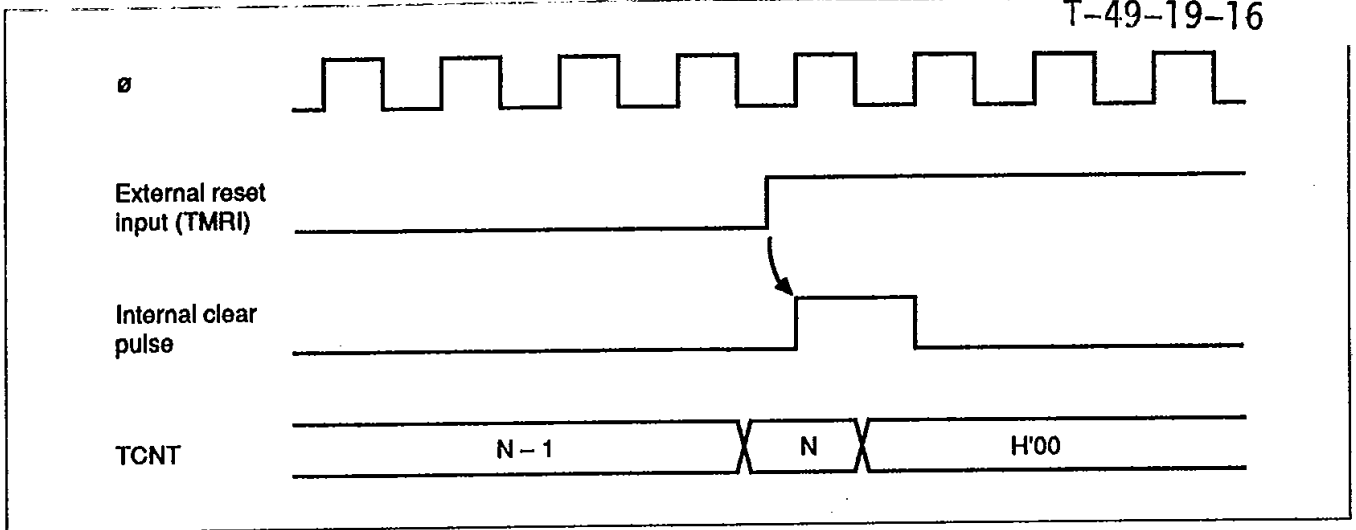 T-49-19-16
ø
External reset
input (TMRI)
Internal clear
pulse
TCNT
N – 1
N
H'00